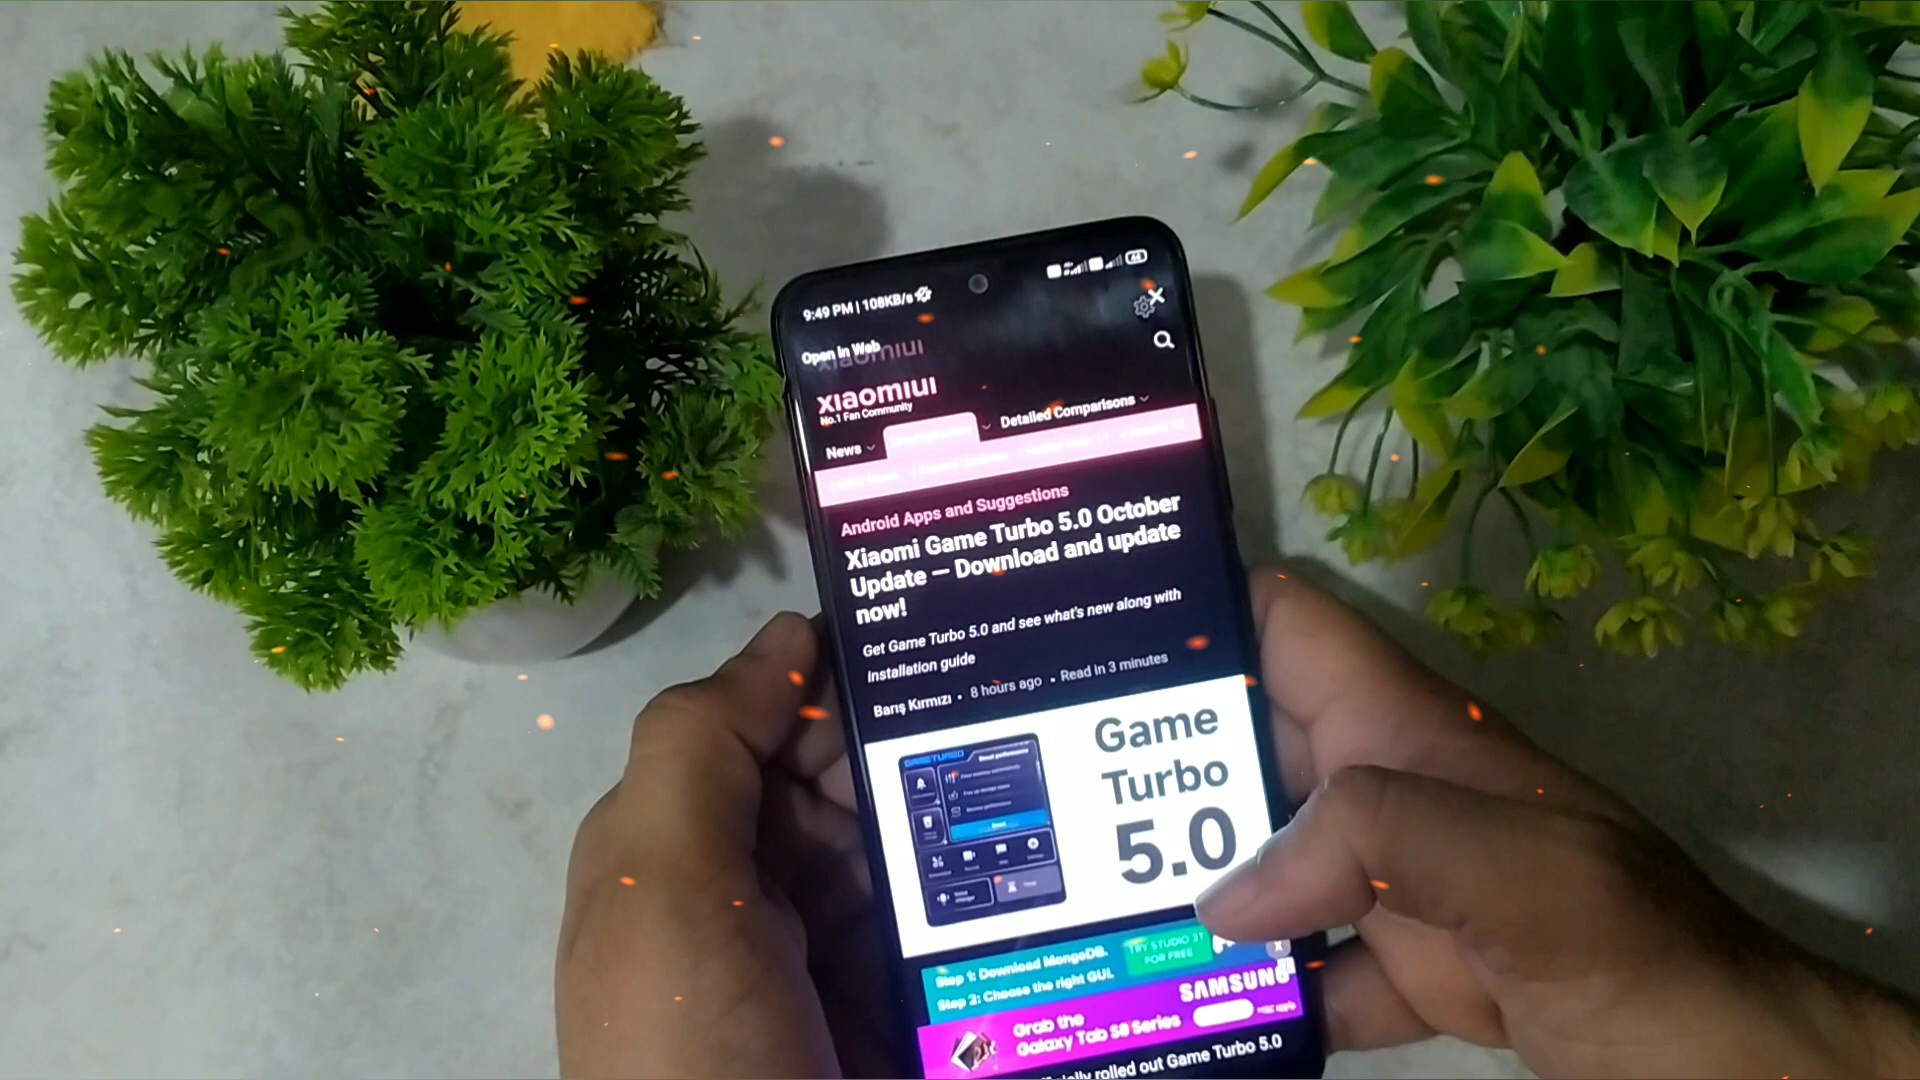 9:49 PM | 108KB/s
44
Open in Web
xiaomiui
xiaomiui
No.1 Fan Community
News
Detailed Comparisons
Android Apps and Suggestions
Xiaomi Game Turbo 5.0 October
Update — Download and update
now!
Get Game Turbo 5.0 and see what's new along with
installation guide
Barış Kırmızı • 8 hours ago • Read in 3 minutes
GAME TURBO
Game
Turbo
5.0
Step 1: Download MongoDB.
Step 2: Choose the right GUI.
TRY STUDIO 3T
FOR FREE
X
SAMSUNG
Grab the
Galaxy Tab S8 Series
rolled out Game Turbo 5.0